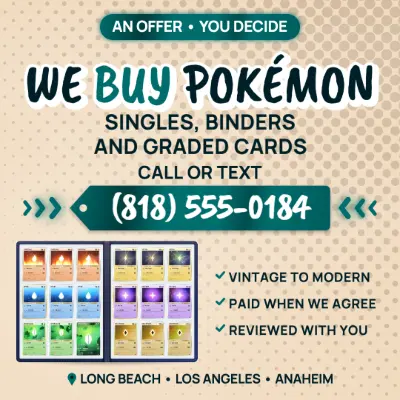 AN OFFER • YOU DECIDE
WE BUY POKÉMON
SINGLES, BINDERS
AND GRADED CARDS
CALL OR TEXT
(818) 555-0184
VINTAGE TO MODERN
PAID WHEN WE AGREE
REVIEWED WITH YOU
LONG BEACH • LOS ANGELES • ANAHEIM